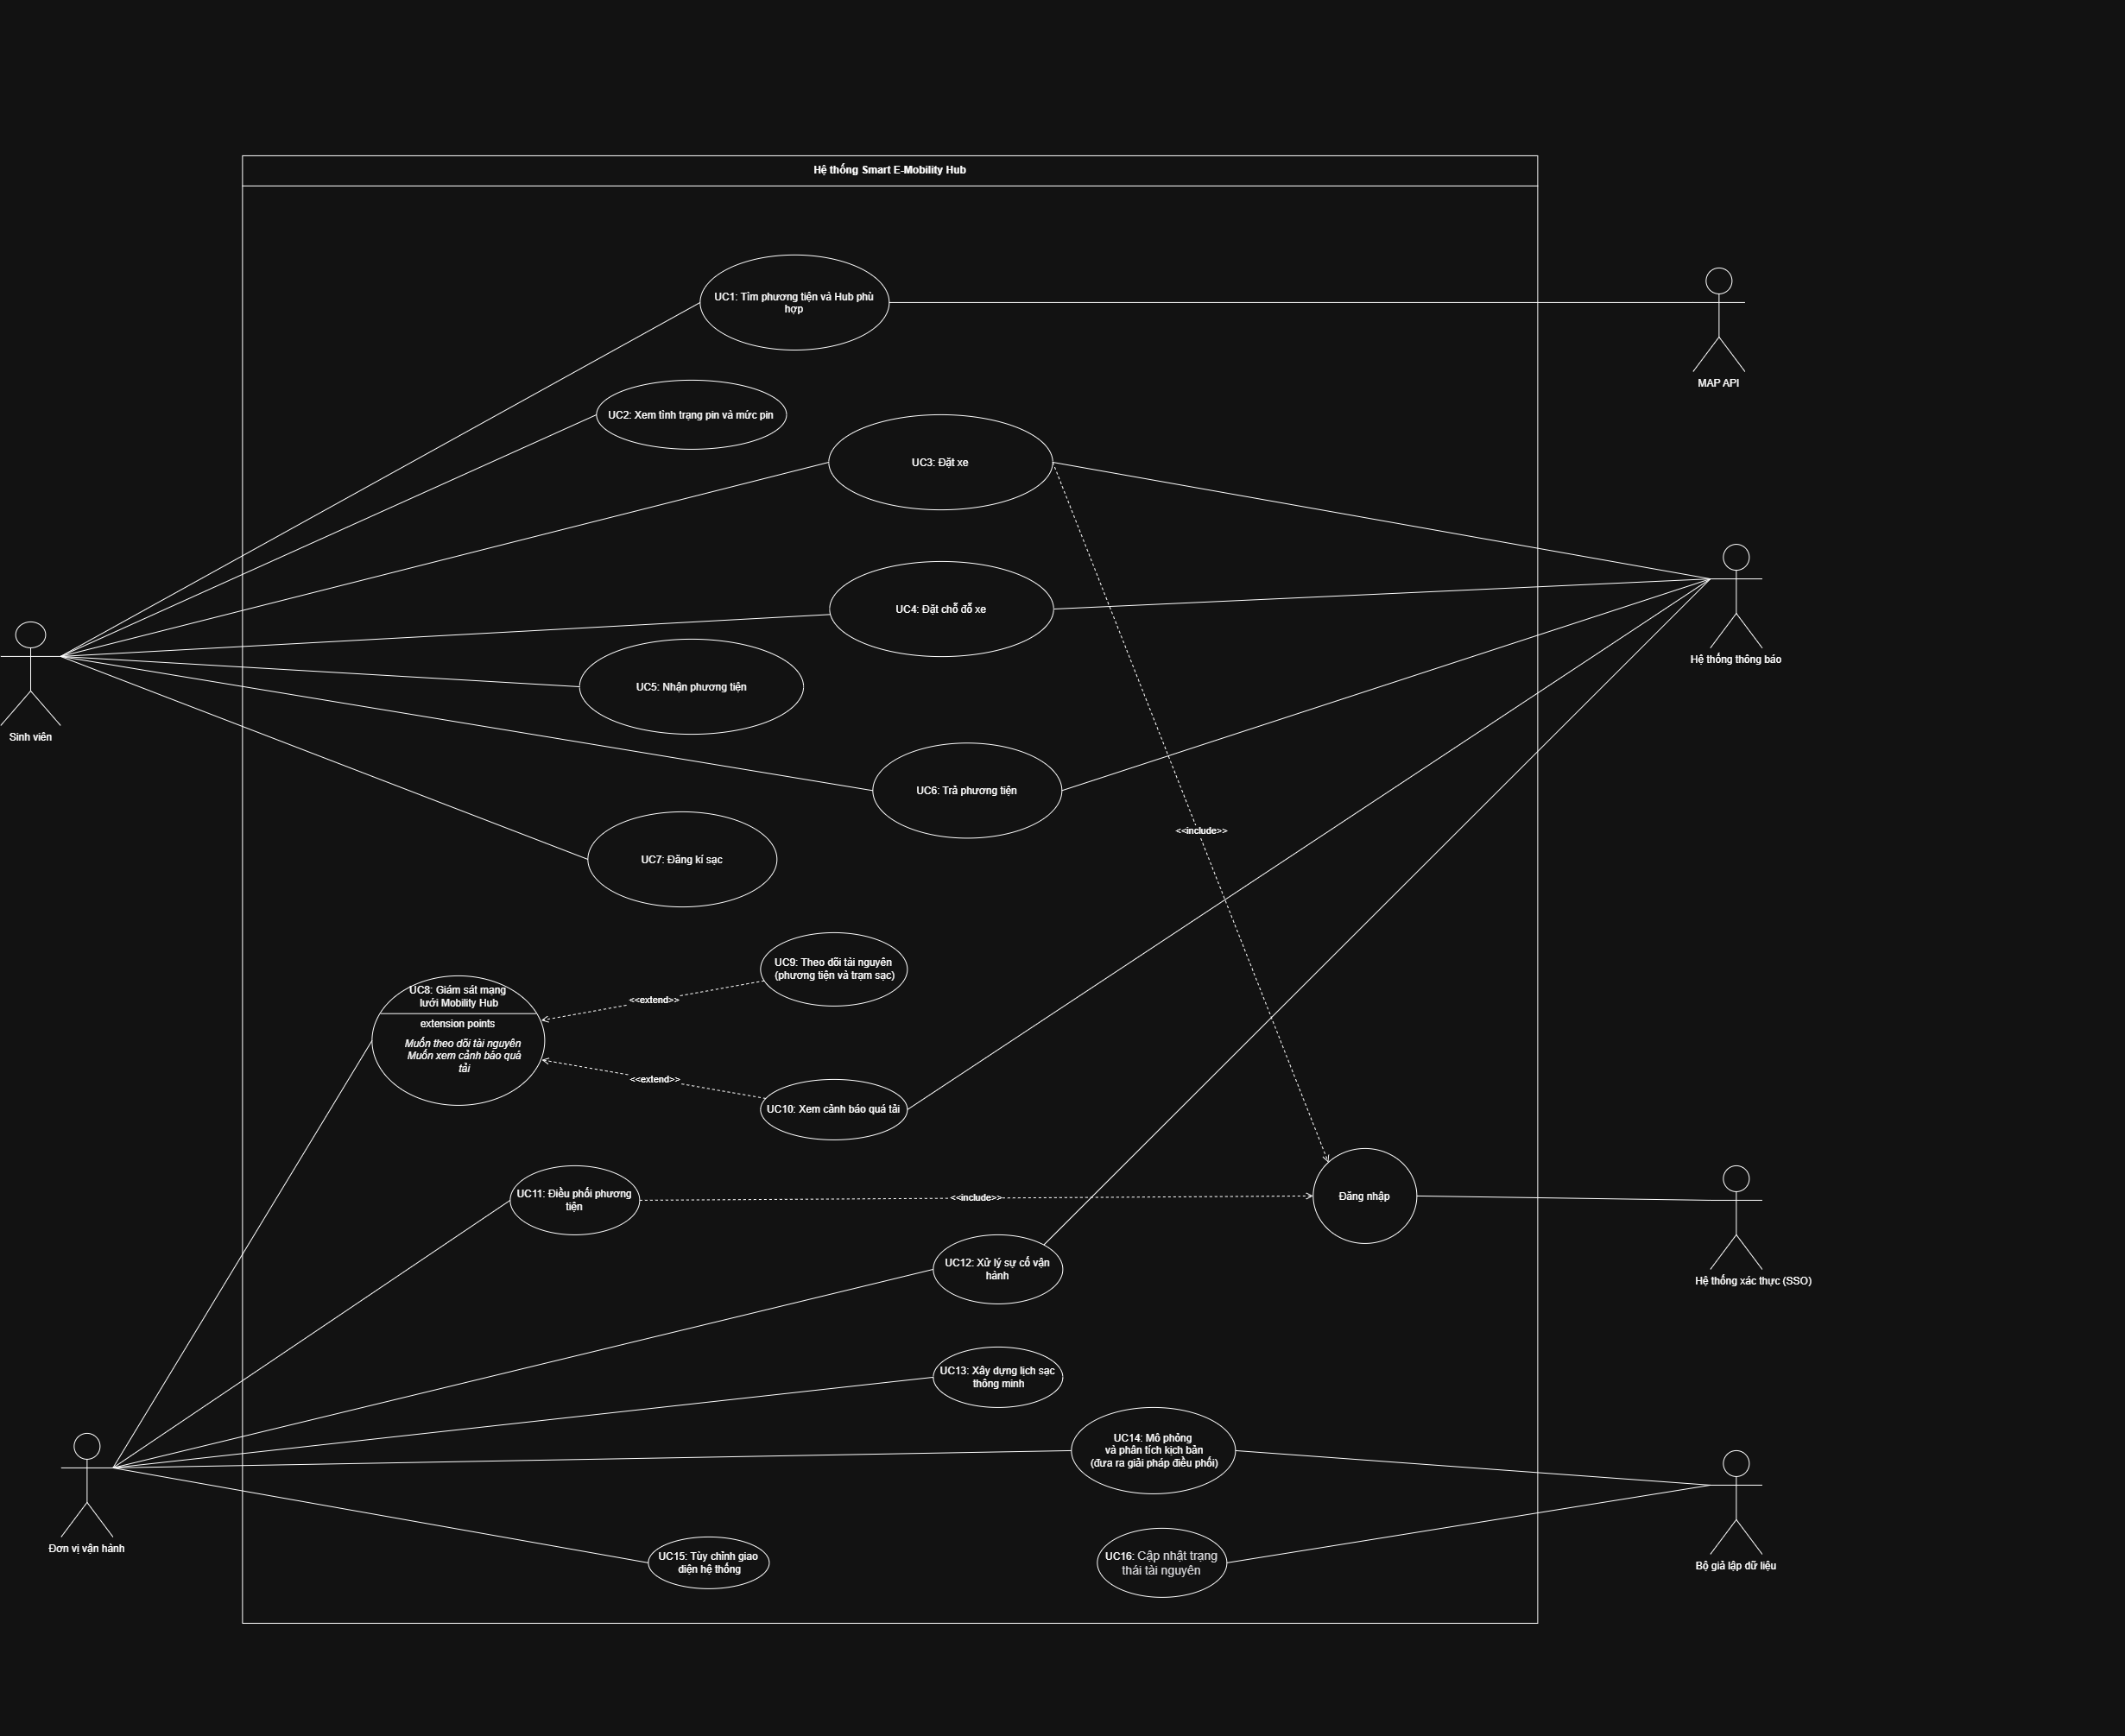 Hệ thống Smart E-Mobility Hub
UC1: Tìm phương tiện và Hub phù
hợp
MAP API
UC2: Xem tình trạng pin và mức pin
UC3: Đặt xe
UC4: Đặt chỗ đỗ xe
Hệ thống thông báo
UC5: Nhận phương tiện
Sinh viên
UC6: Trả phương tiện
<<include>>
UC7: Đăng kí sạc
UC9: Theo dõi tài nguyên
(phương tiện và trạm sạc)
UC8: Giám sát mạng
lưới Mobility Hub
<<extend>>
extension points
Muốn theo dõi tài nguyên
Muốn xem cảnh báo quá
tải
<<extend>>
UC10: Xem cảnh báo quá tải
UC11: Điều phối phương
tiện
<<include>>
Đăng nhập
UC12: Xử lý sự cố vận
hành
Hệ thống xác thực (SSO)
UC13: Xây dựng lịch sạc
thông minh
UC14: Mô phỏng
và phân tích kịch bản
(đưa ra giải pháp điều phối)
Đơn vị vận hành
UC15: Tùy chỉnh giao
diện hệ thống
UC16: Cập nhật trạng
thái tài nguyên
Bộ giả lập dữ liệu